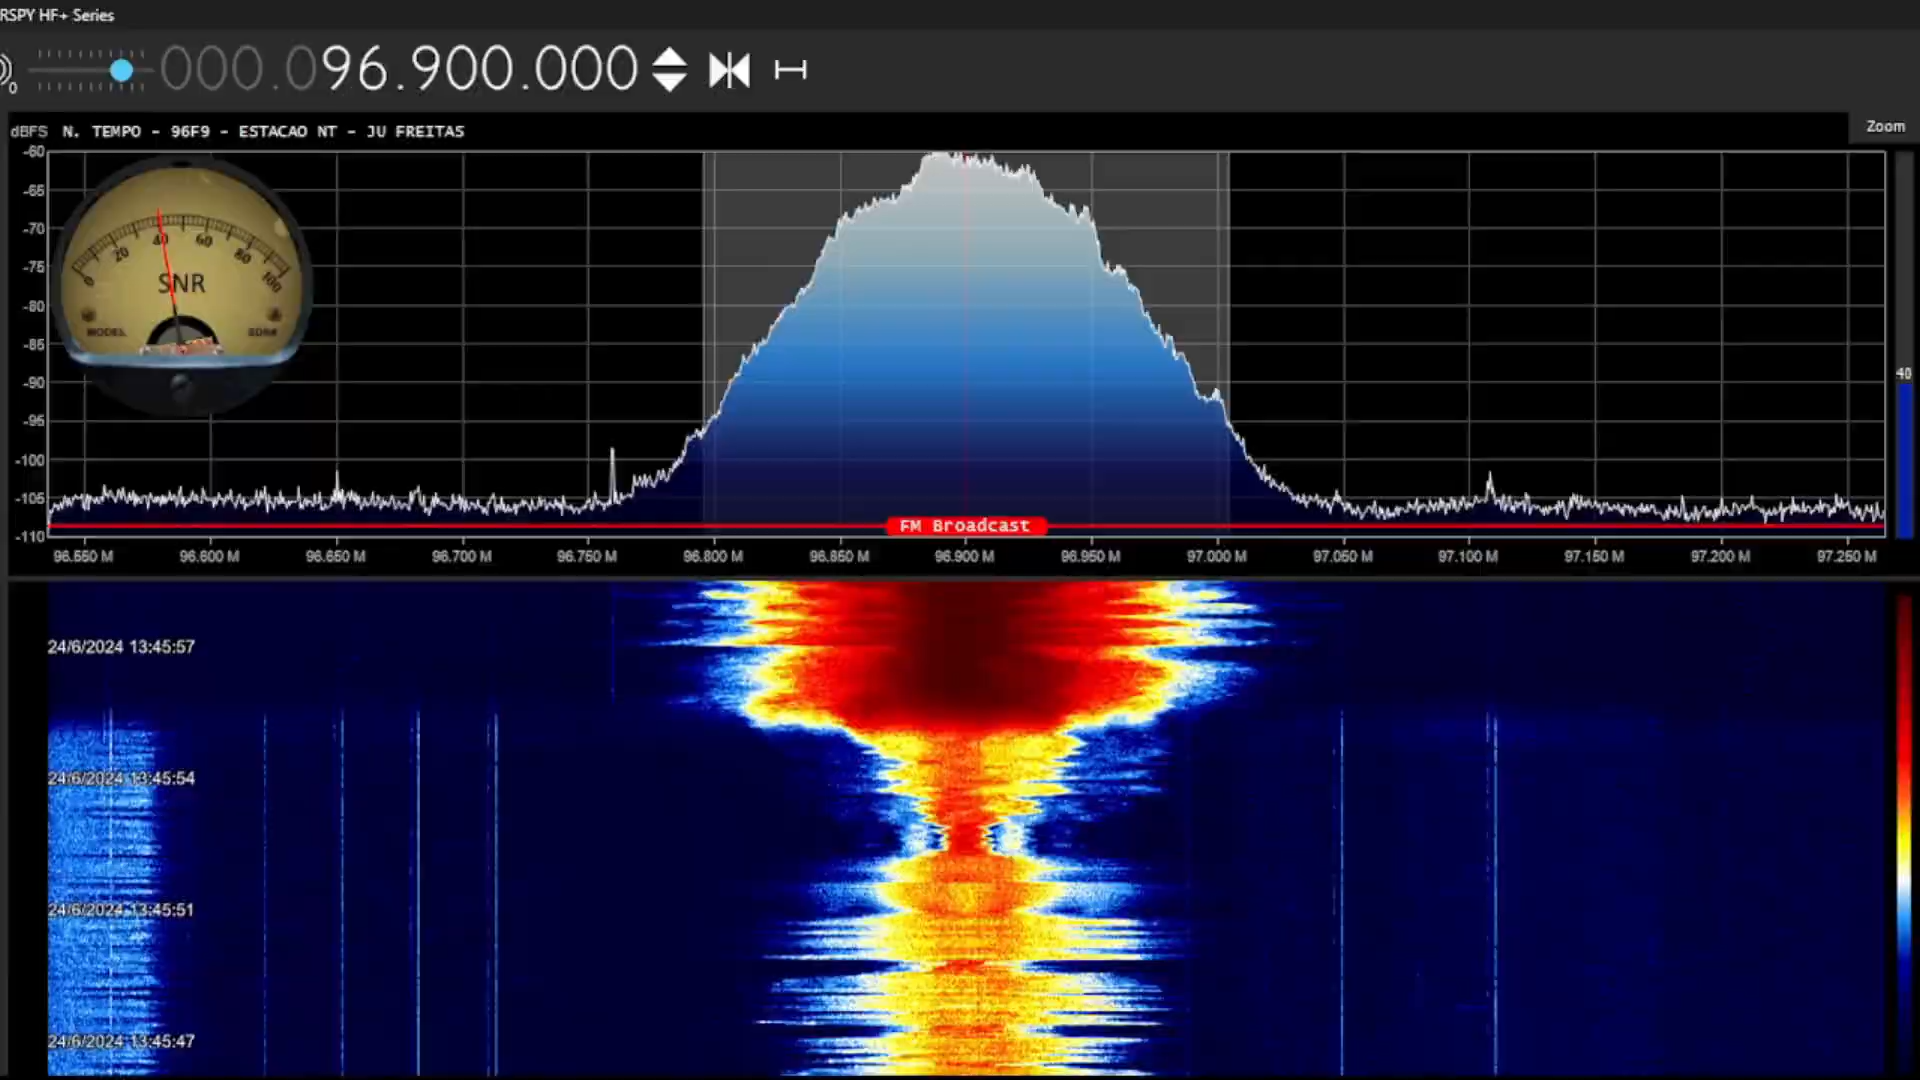 RSPY HF+ Series
000.096.900.000
dBFS N. TEMPO - 96F9 - ESTACAO NT - JU FREITAS
Zoom
-60
-65
-70
-75
-80
-85
-90
-95
-100
-105
-110
0 20 40 60 80 100
SNR
MODEL
40
FM Broadcast
96.550 M 96.600 M 96.650 M 96.700 M 96.750 M 96.800 M 96.850 M 96.900 M 96.950 M 97.000 M 97.050 M 97.100 M 97.150 M 97.200 M 97.250 M
24/6/2024 13:45:57
24/6/2024 13:45:54
24/6/2024 13:45:51
24/6/2024 13:45:47